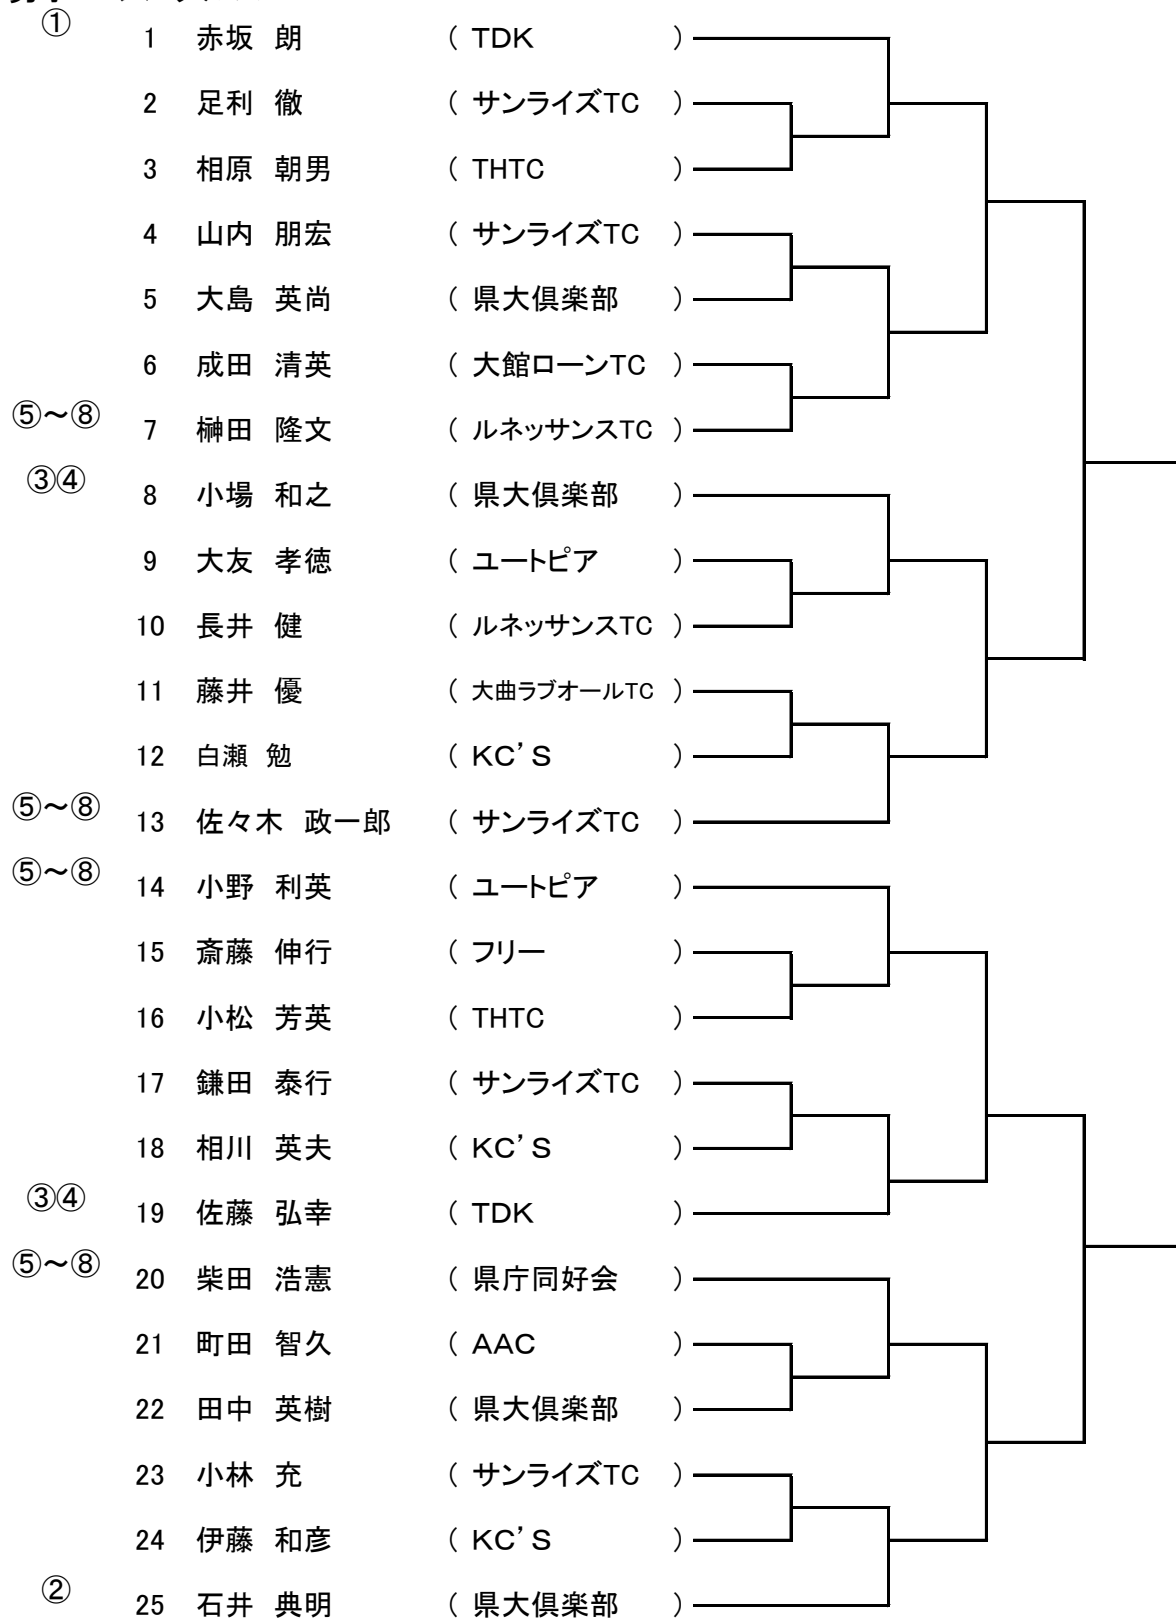 ①
1 赤坂 朗 ( TDK )
2 足利 徹 ( サンライズTC )
3 相原 朝男 ( THTC )
4 山内 朋宏 ( サンライズTC )
5 大島 英尚 ( 県大倶楽部 )
6 成田 清英 ( 大館ローンTC )
⑤～⑧ 7 榊田 隆文 ( ルネッサンスTC )
③④ 8 小場 和之 ( 県大倶楽部 )
9 大友 孝徳 ( ユートピア )
10 長井 健 ( ルネッサンスTC )
11 藤井 優 ( 大曲ラブオールTC )
12 白瀬 勉 ( KC'S )
⑤～⑧ 13 佐々木 政一郎 ( サンライズTC )
⑤～⑧ 14 小野 利英 ( ユートピア )
15 斎藤 伸行 ( フリー )
16 小松 芳英 ( THTC )
17 鎌田 泰行 ( サンライズTC )
18 相川 英夫 ( KC'S )
③④ 19 佐藤 弘幸 ( TDK )
⑤～⑧ 20 柴田 浩憲 ( 県庁同好会 )
21 町田 智久 ( AAC )
22 田中 英樹 ( 県大倶楽部 )
23 小林 充 ( サンライズTC )
24 伊藤 和彦 ( KC'S )
② 25 石井 典明 ( 県大倶楽部 )